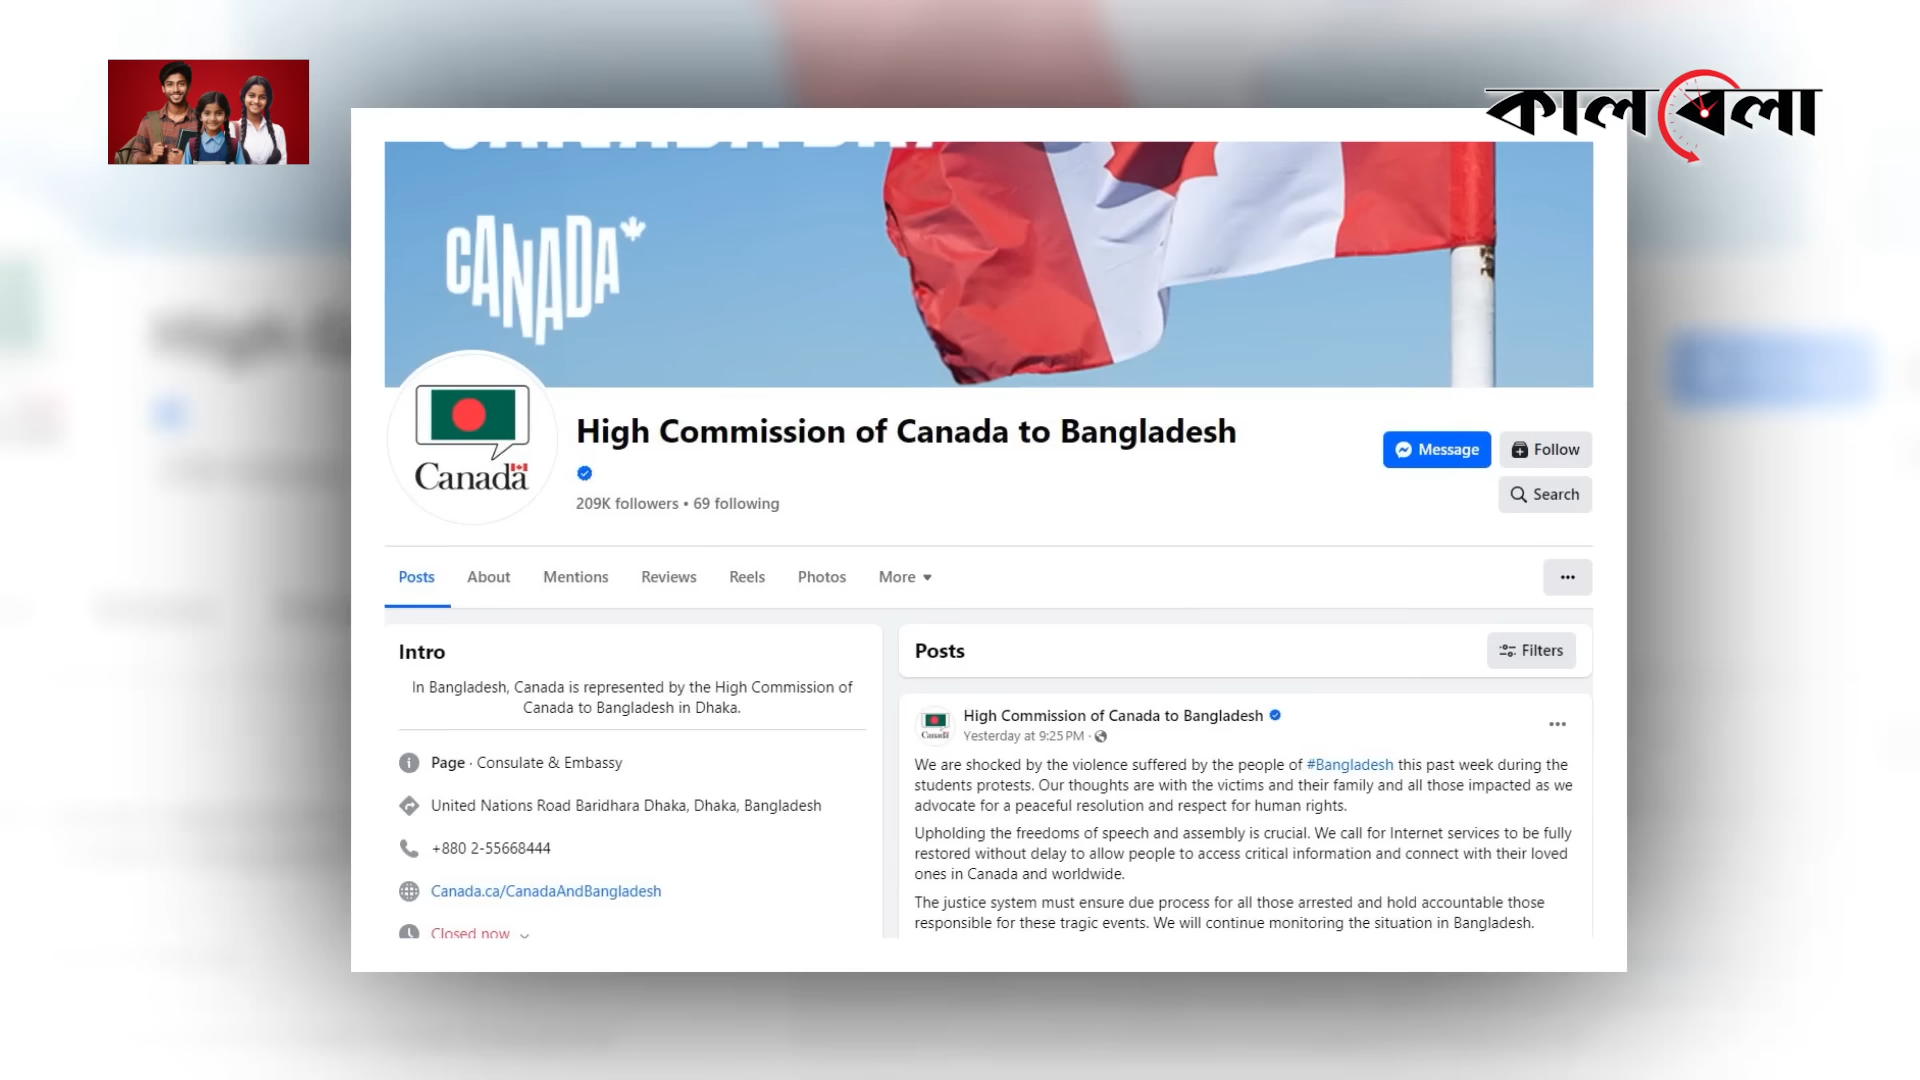 কালবেলা
CANADA
High Commission of Canada to Bangladesh
Canada
209K followers • 69 following
Message
Follow
Search
Posts
About
Mentions
Reviews
Reels
Photos
More
Intro
In Bangladesh, Canada is represented by the High Commission of
Canada to Bangladesh in Dhaka.
Page · Consulate & Embassy
United Nations Road Baridhara Dhaka, Dhaka, Bangladesh
+880 2-55668444
Canada.ca/CanadaAndBangladesh
Closed now
Posts
Filters
Canada
High Commission of Canada to Bangladesh
Yesterday at 9:25 PM ·
We are shocked by the violence suffered by the people of #Bangladesh this past week during the
students protests. Our thoughts are with the victims and their family and all those impacted as we
advocate for a peaceful resolution and respect for human rights.
Upholding the freedoms of speech and assembly is crucial. We call for Internet services to be fully
restored without delay to allow people to access critical information and connect with their loved
ones in Canada and worldwide.
The justice system must ensure due process for all those arrested and hold accountable those
responsible for these tragic events. We will continue monitoring the situation in Bangladesh.